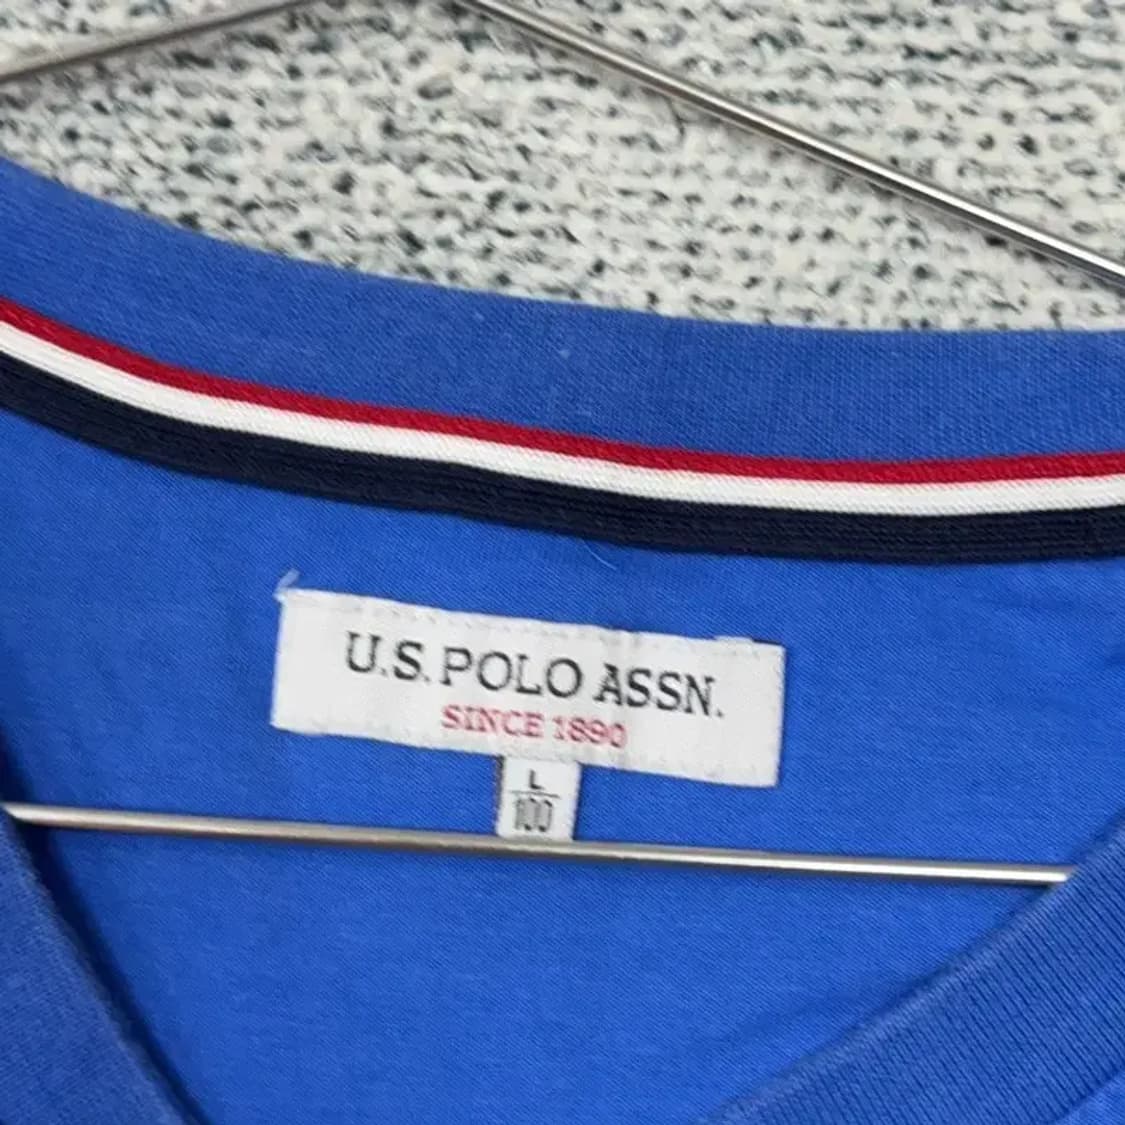 U.S. POLO ASSN.
SINCE 1890
L
100